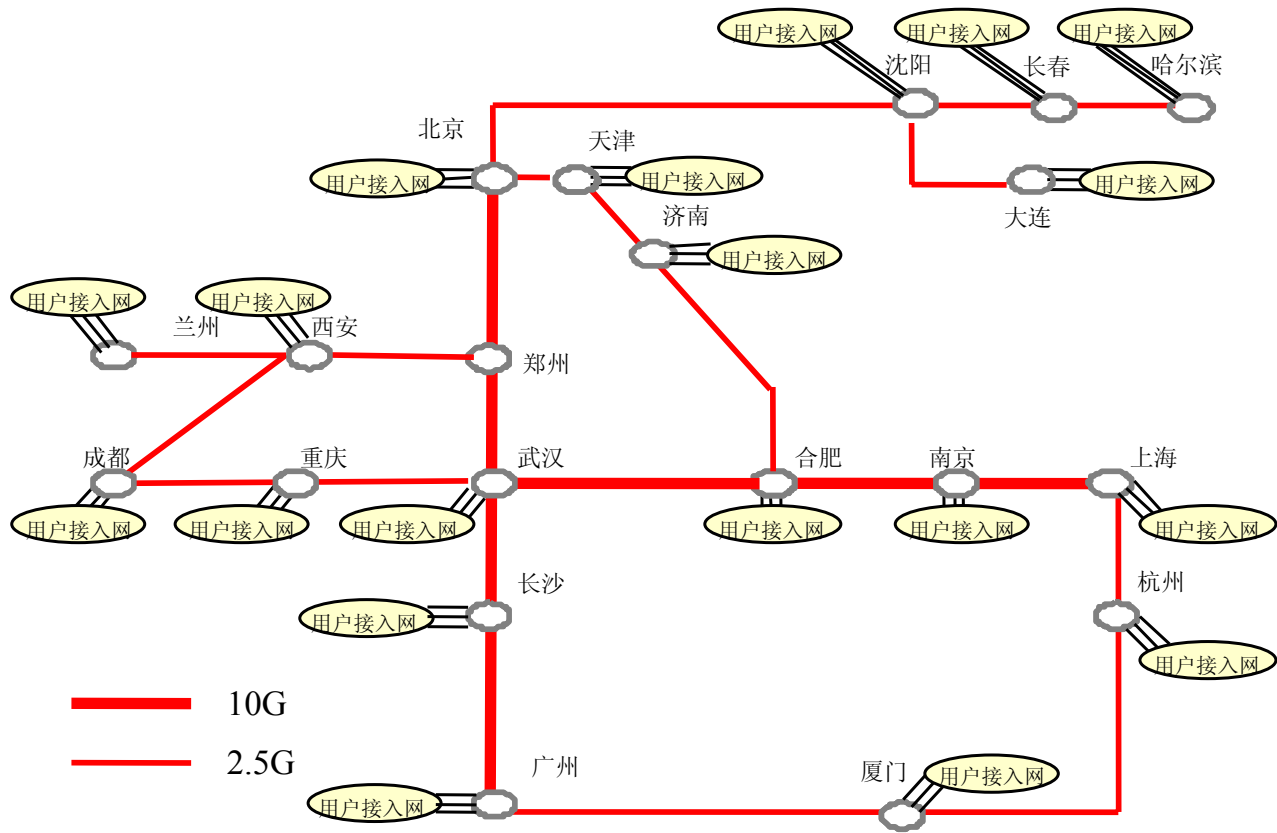 用户接入网
用户接入网
用户接入网
沈阳
长春
哈尔滨
北京
天津
用户接入网
用户接入网
用户接入网
济南
大连
用户接入网
用户接入网
用户接入网
兰州
西安
郑州
成都
重庆
武汉
合肥
南京
上海
用户接入网
用户接入网
用户接入网
用户接入网
用户接入网
用户接入网
长沙
杭州
用户接入网
用户接入网
10G
2.5G
广州
厦门
用户接入网
用户接入网